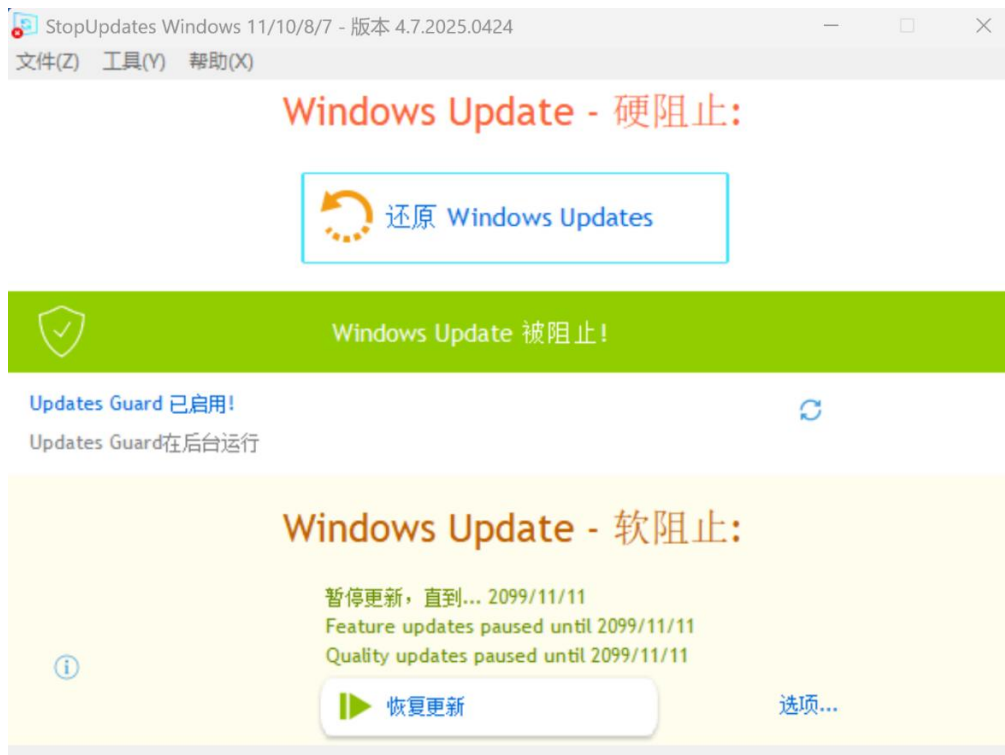 StopUpdates Windows 11/10/8/7 - 版本 4.7.2025.0424
文件(Z) 工具(Y) 帮助(X)
Windows Update - 硬阻止:
还原 Windows Updates
Windows Update 被阻止!
Updates Guard 已启用!
Updates Guard在后台运行
Windows Update - 软阻止:
暂停更新，直到... 2099/11/11
Feature updates paused until 2099/11/11
Quality updates paused until 2099/11/11
恢复更新 选项...